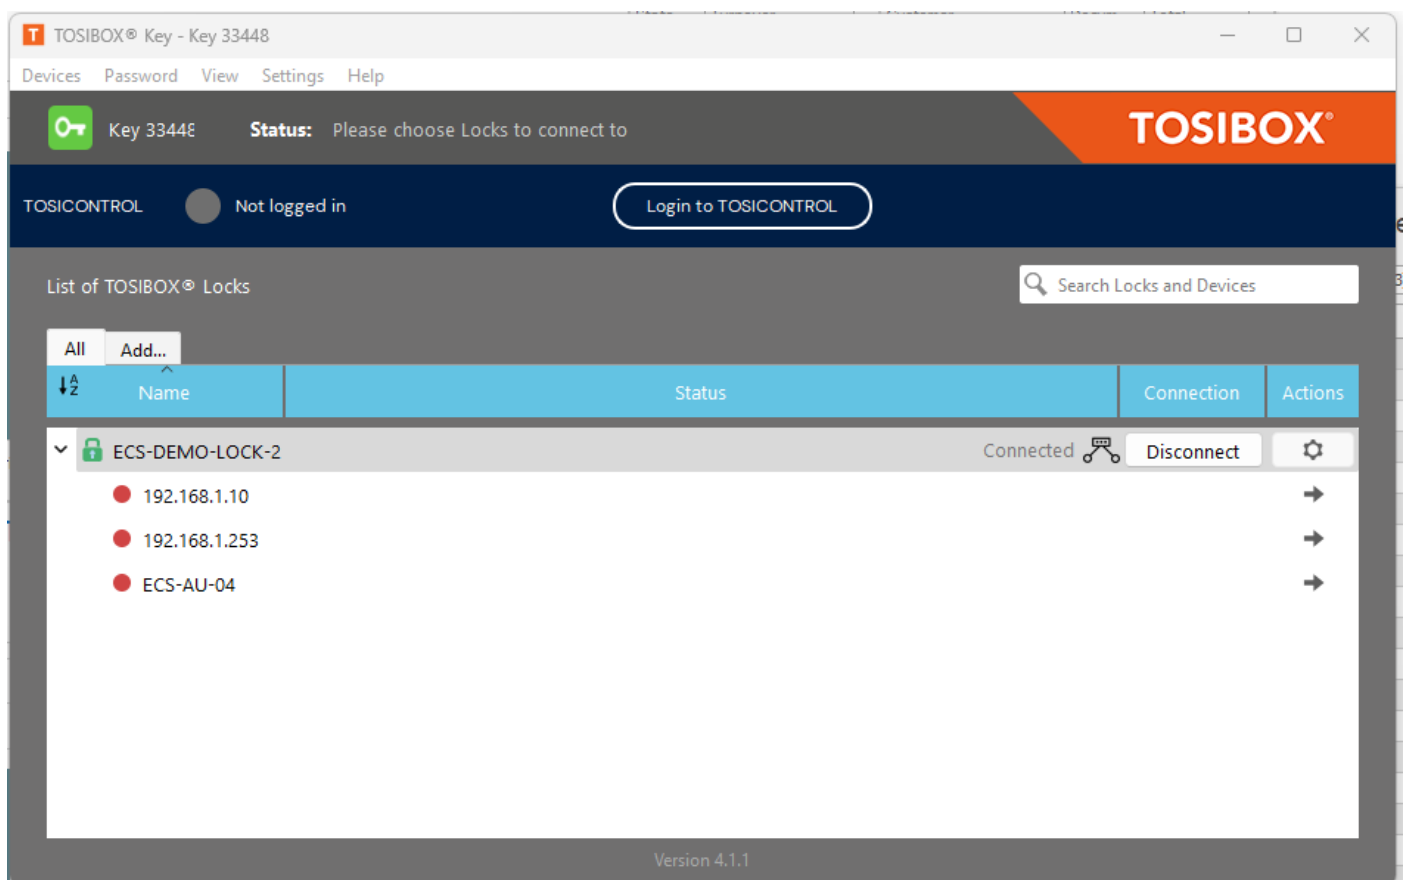 TOSIBOX® Key - Key 33448
Devices Password View Settings Help
Key 33448 Status: Please choose Locks to connect to TOSIBOX®
TOSICONTROL Not logged in Login to TOSICONTROL
List of TOSIBOX® Locks Search Locks and Devices
All Add...
Name Status Connection Actions
ECS-DEMO-LOCK-2 Connected Disconnect
192.168.1.10
192.168.1.253
ECS-AU-04
Version 4.1.1